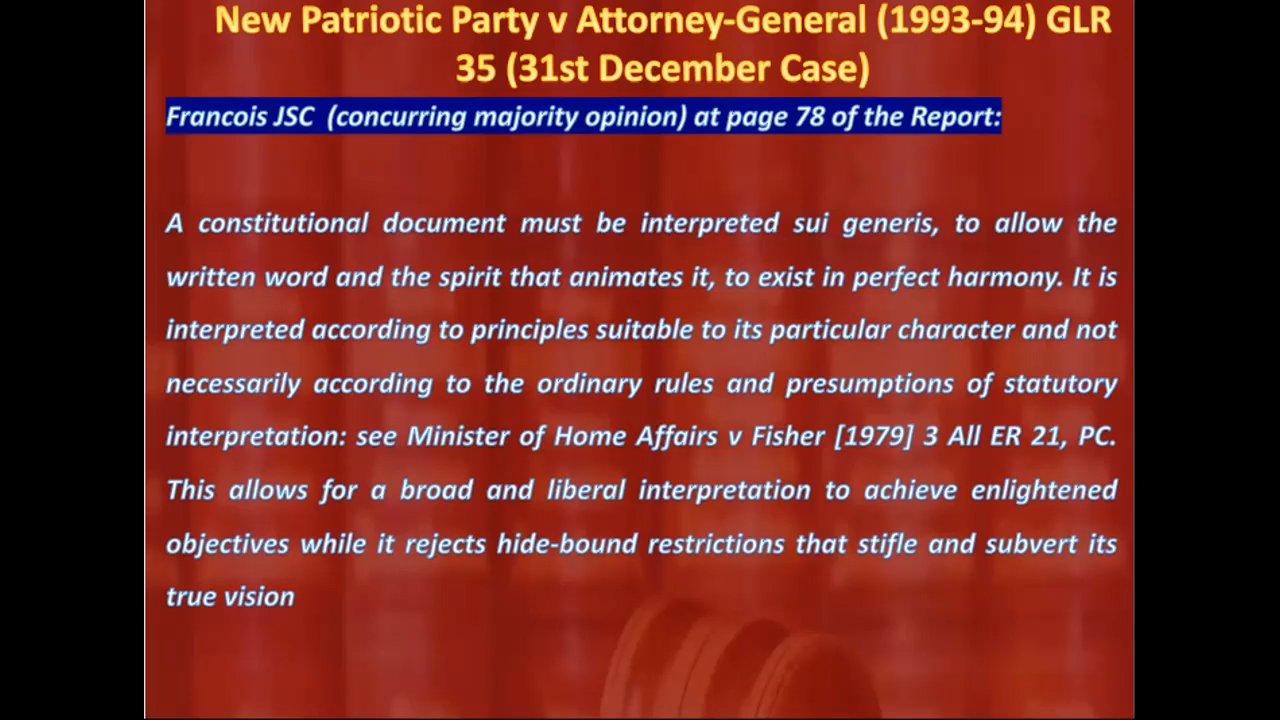 New Patriotic Party v Attorney-General (1993-94) GLR
35 (31st December Case)
Francois JSC (concurring majority opinion) at page 78 of the Report:
A constitutional document must be interpreted sui generis, to allow the
written word and the spirit that animates it, to exist in perfect harmony. It is
interpreted according to principles suitable to its particular character and not
necessarily according to the ordinary rules and presumptions of statutory
interpretation: see Minister of Home Affairs v Fisher [1979] 3 All ER 21, PC.
This allows for a broad and liberal interpretation to achieve enlightened
objectives while it rejects hide-bound restrictions that stifle and subvert its
true vision